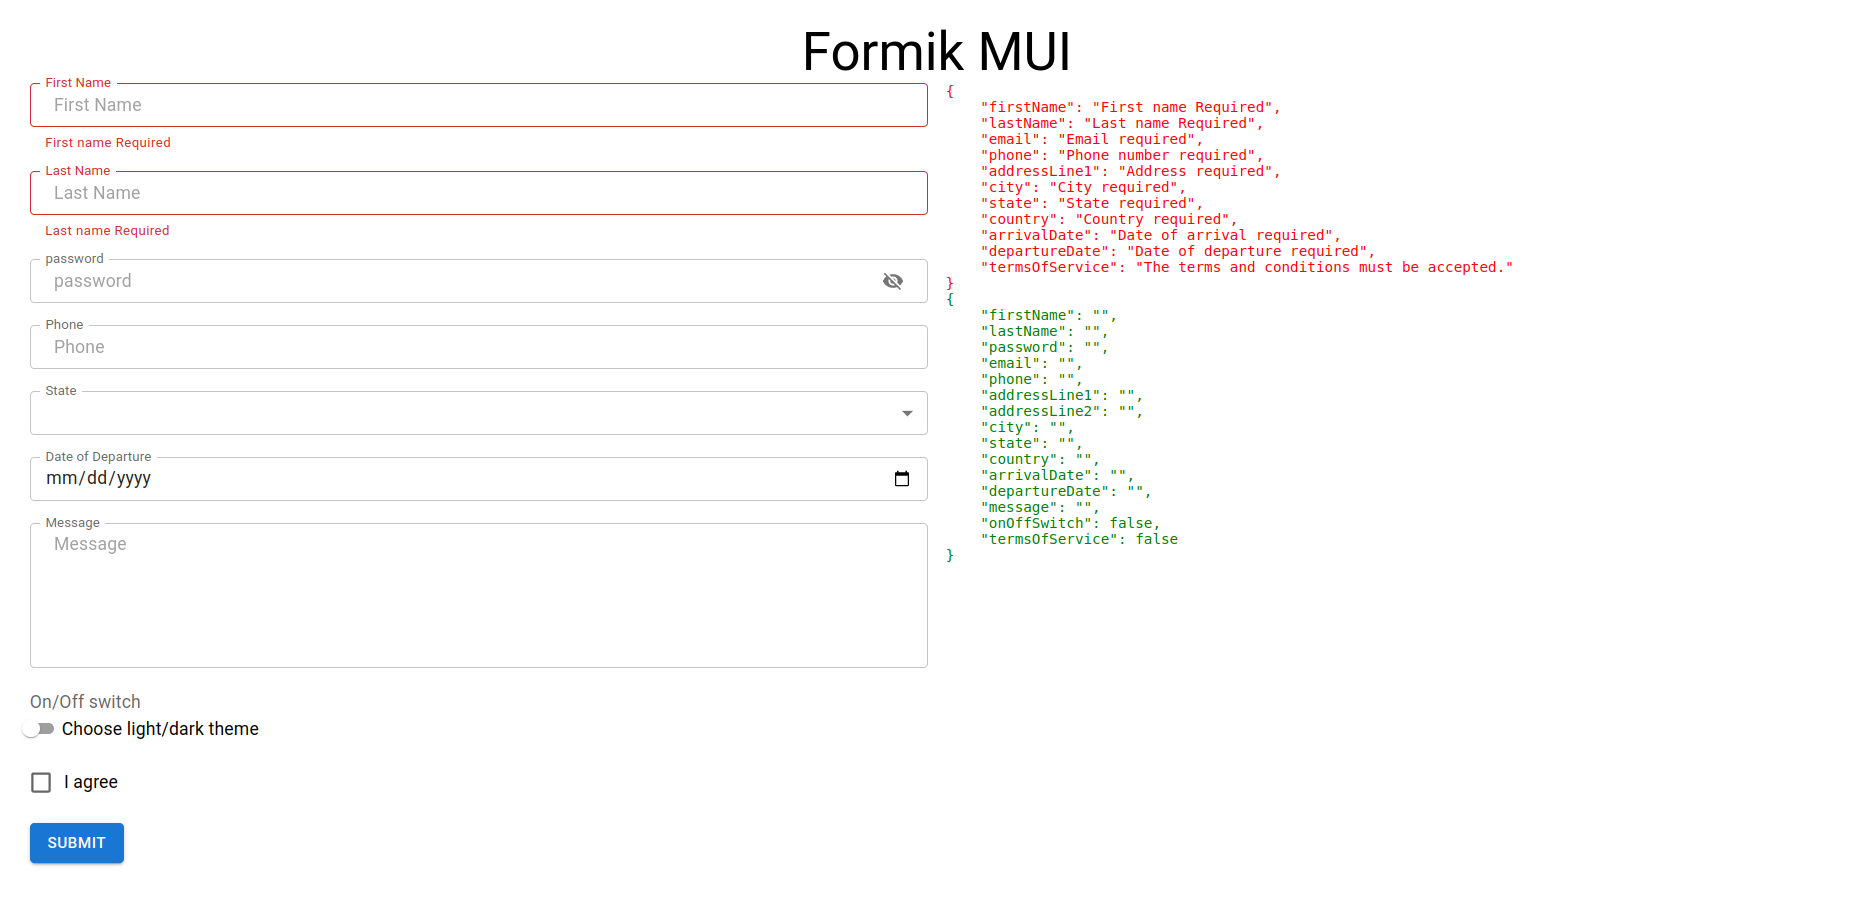 Formik MUI
First Name
First Name
First name Required
Last Name
Last Name
Last name Required
password
password
Phone
Phone
State
Date of Departure
mm/dd/yyyy
Message
Message
On/Off switch
Choose light/dark theme
I agree
SUBMIT
{
    "firstName": "First name Required",
    "lastName": "Last name Required",
    "email": "Email required",
    "phone": "Phone number required",
    "addressLine1": "Address required",
    "city": "City required",
    "state": "State required",
    "country": "Country required",
    "arrivalDate": "Date of arrival required",
    "departureDate": "Date of departure required",
    "termsOfService": "The terms and conditions must be accepted."
}
{
    "firstName": "",
    "lastName": "",
    "password": "",
    "email": "",
    "phone": "",
    "addressLine1": "",
    "addressLine2": "",
    "city": "",
    "state": "",
    "country": "",
    "arrivalDate": "",
    "departureDate": "",
    "message": "",
    "onOffSwitch": false,
    "termsOfService": false
}